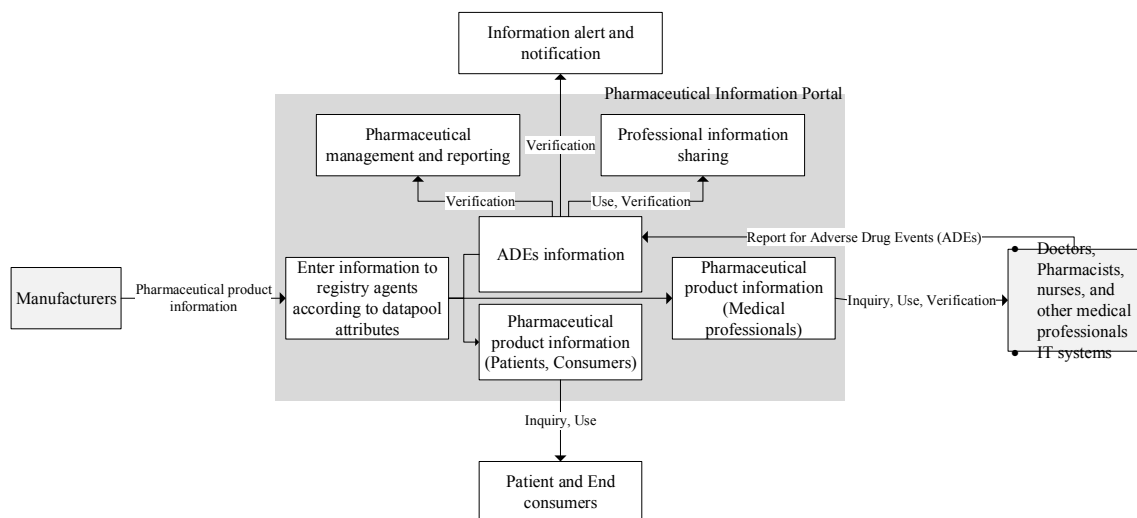 Information alert and
notification
Pharmaceutical Information Portal
Pharmaceutical
management and reporting
Verification
Professional information
sharing
Verification
Use, Verification
ADEs information
Report for Adverse Drug Events (ADEs)
Manufacturers
Pharmaceutical product
information
Enter information to
registry agents
according to datapool
attributes
Pharmaceutical
product information
(Medical
professionals)
Inquiry, Use, Verification
• Doctors,
Pharmacists,
nurses, and
other medical
professionals
• IT systems
Pharmaceutical
product information
(Patients, Consumers)
Inquiry, Use
Patient and End
consumers